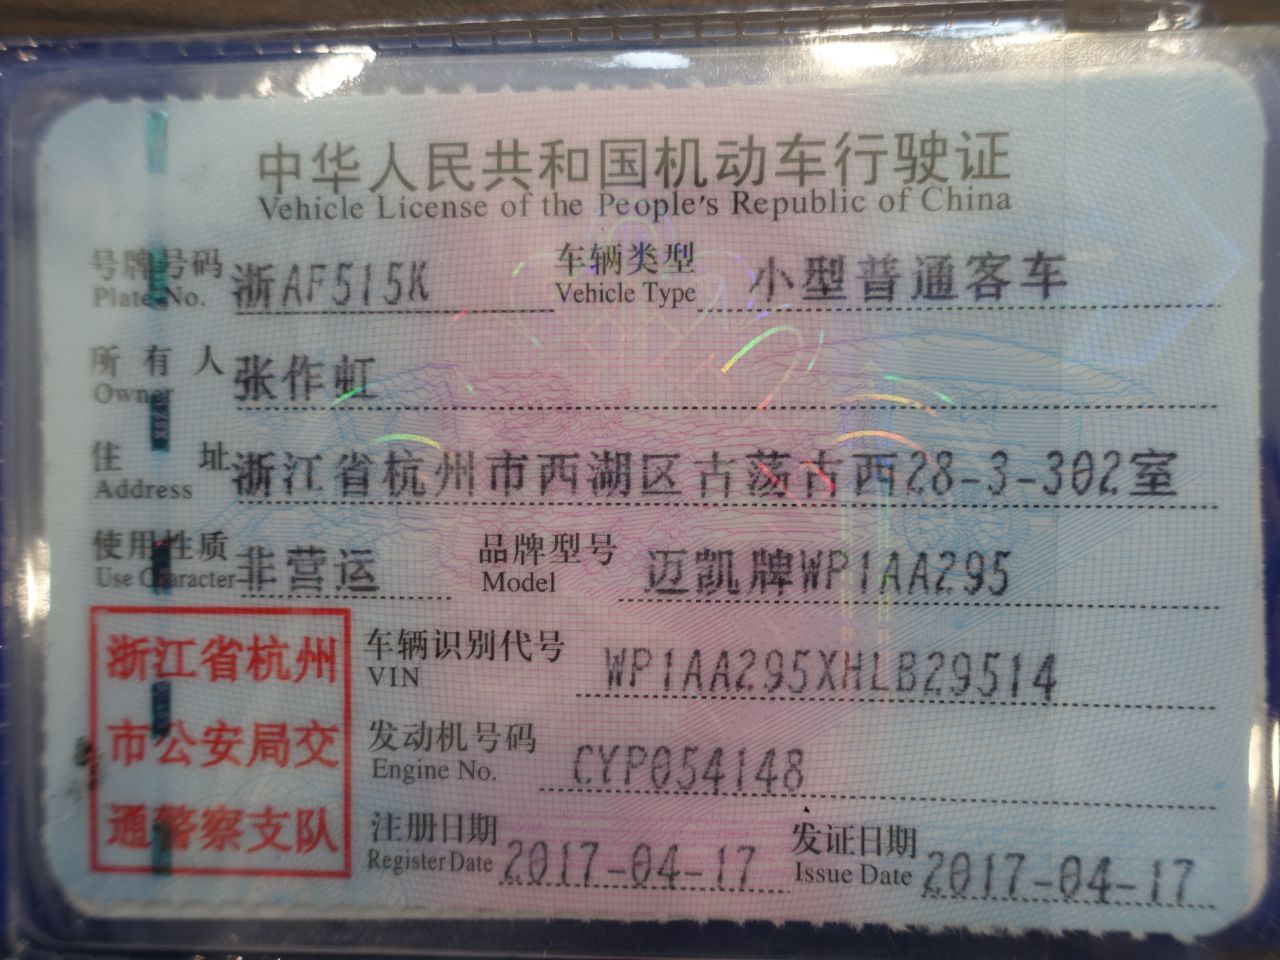 中华人民共和国机动车行驶证
Vehicle License of the People's Republic of China
号牌号码 浙AF515K 车辆类型 小型普通客车
Plate No. Vehicle Type
所有人 张作虹
Owner
住址 浙江省杭州市西湖区古荡古西28-3-302室
Address
使用性质 非营运 品牌型号 迈凯牌WP1AA295
Use Character Model
浙江省杭州
市公安局交
通警察支队
车辆识别代号 WP1AA295XHLB29514
VIN
发动机号码 CYP054148
Engine No.
注册日期 2017-04-17 发证日期 2017-04-17
Register Date Issue Date